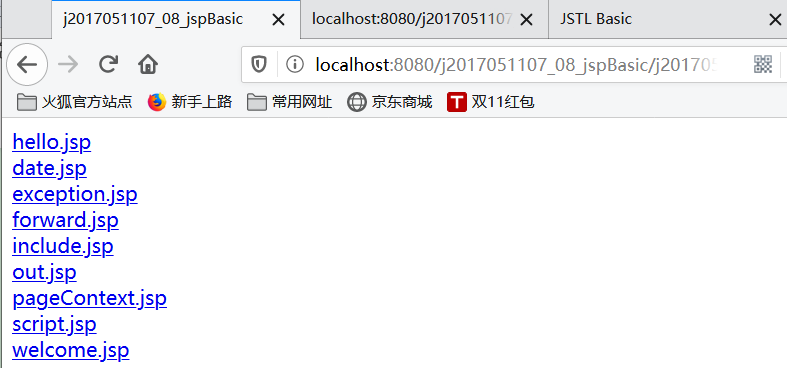 j2017051107_08_jspBasic localhost:8080/j2017051107 JSTL Basic
localhost:8080/j2017051107_08_jspBasic/j20170
火狐官方站点 新手上路 常用网址 京东商城 T 双11红包
hello.jsp
date.jsp
exception.jsp
forward.jsp
include.jsp
out.jsp
pageContext.jsp
script.jsp
welcome.jsp